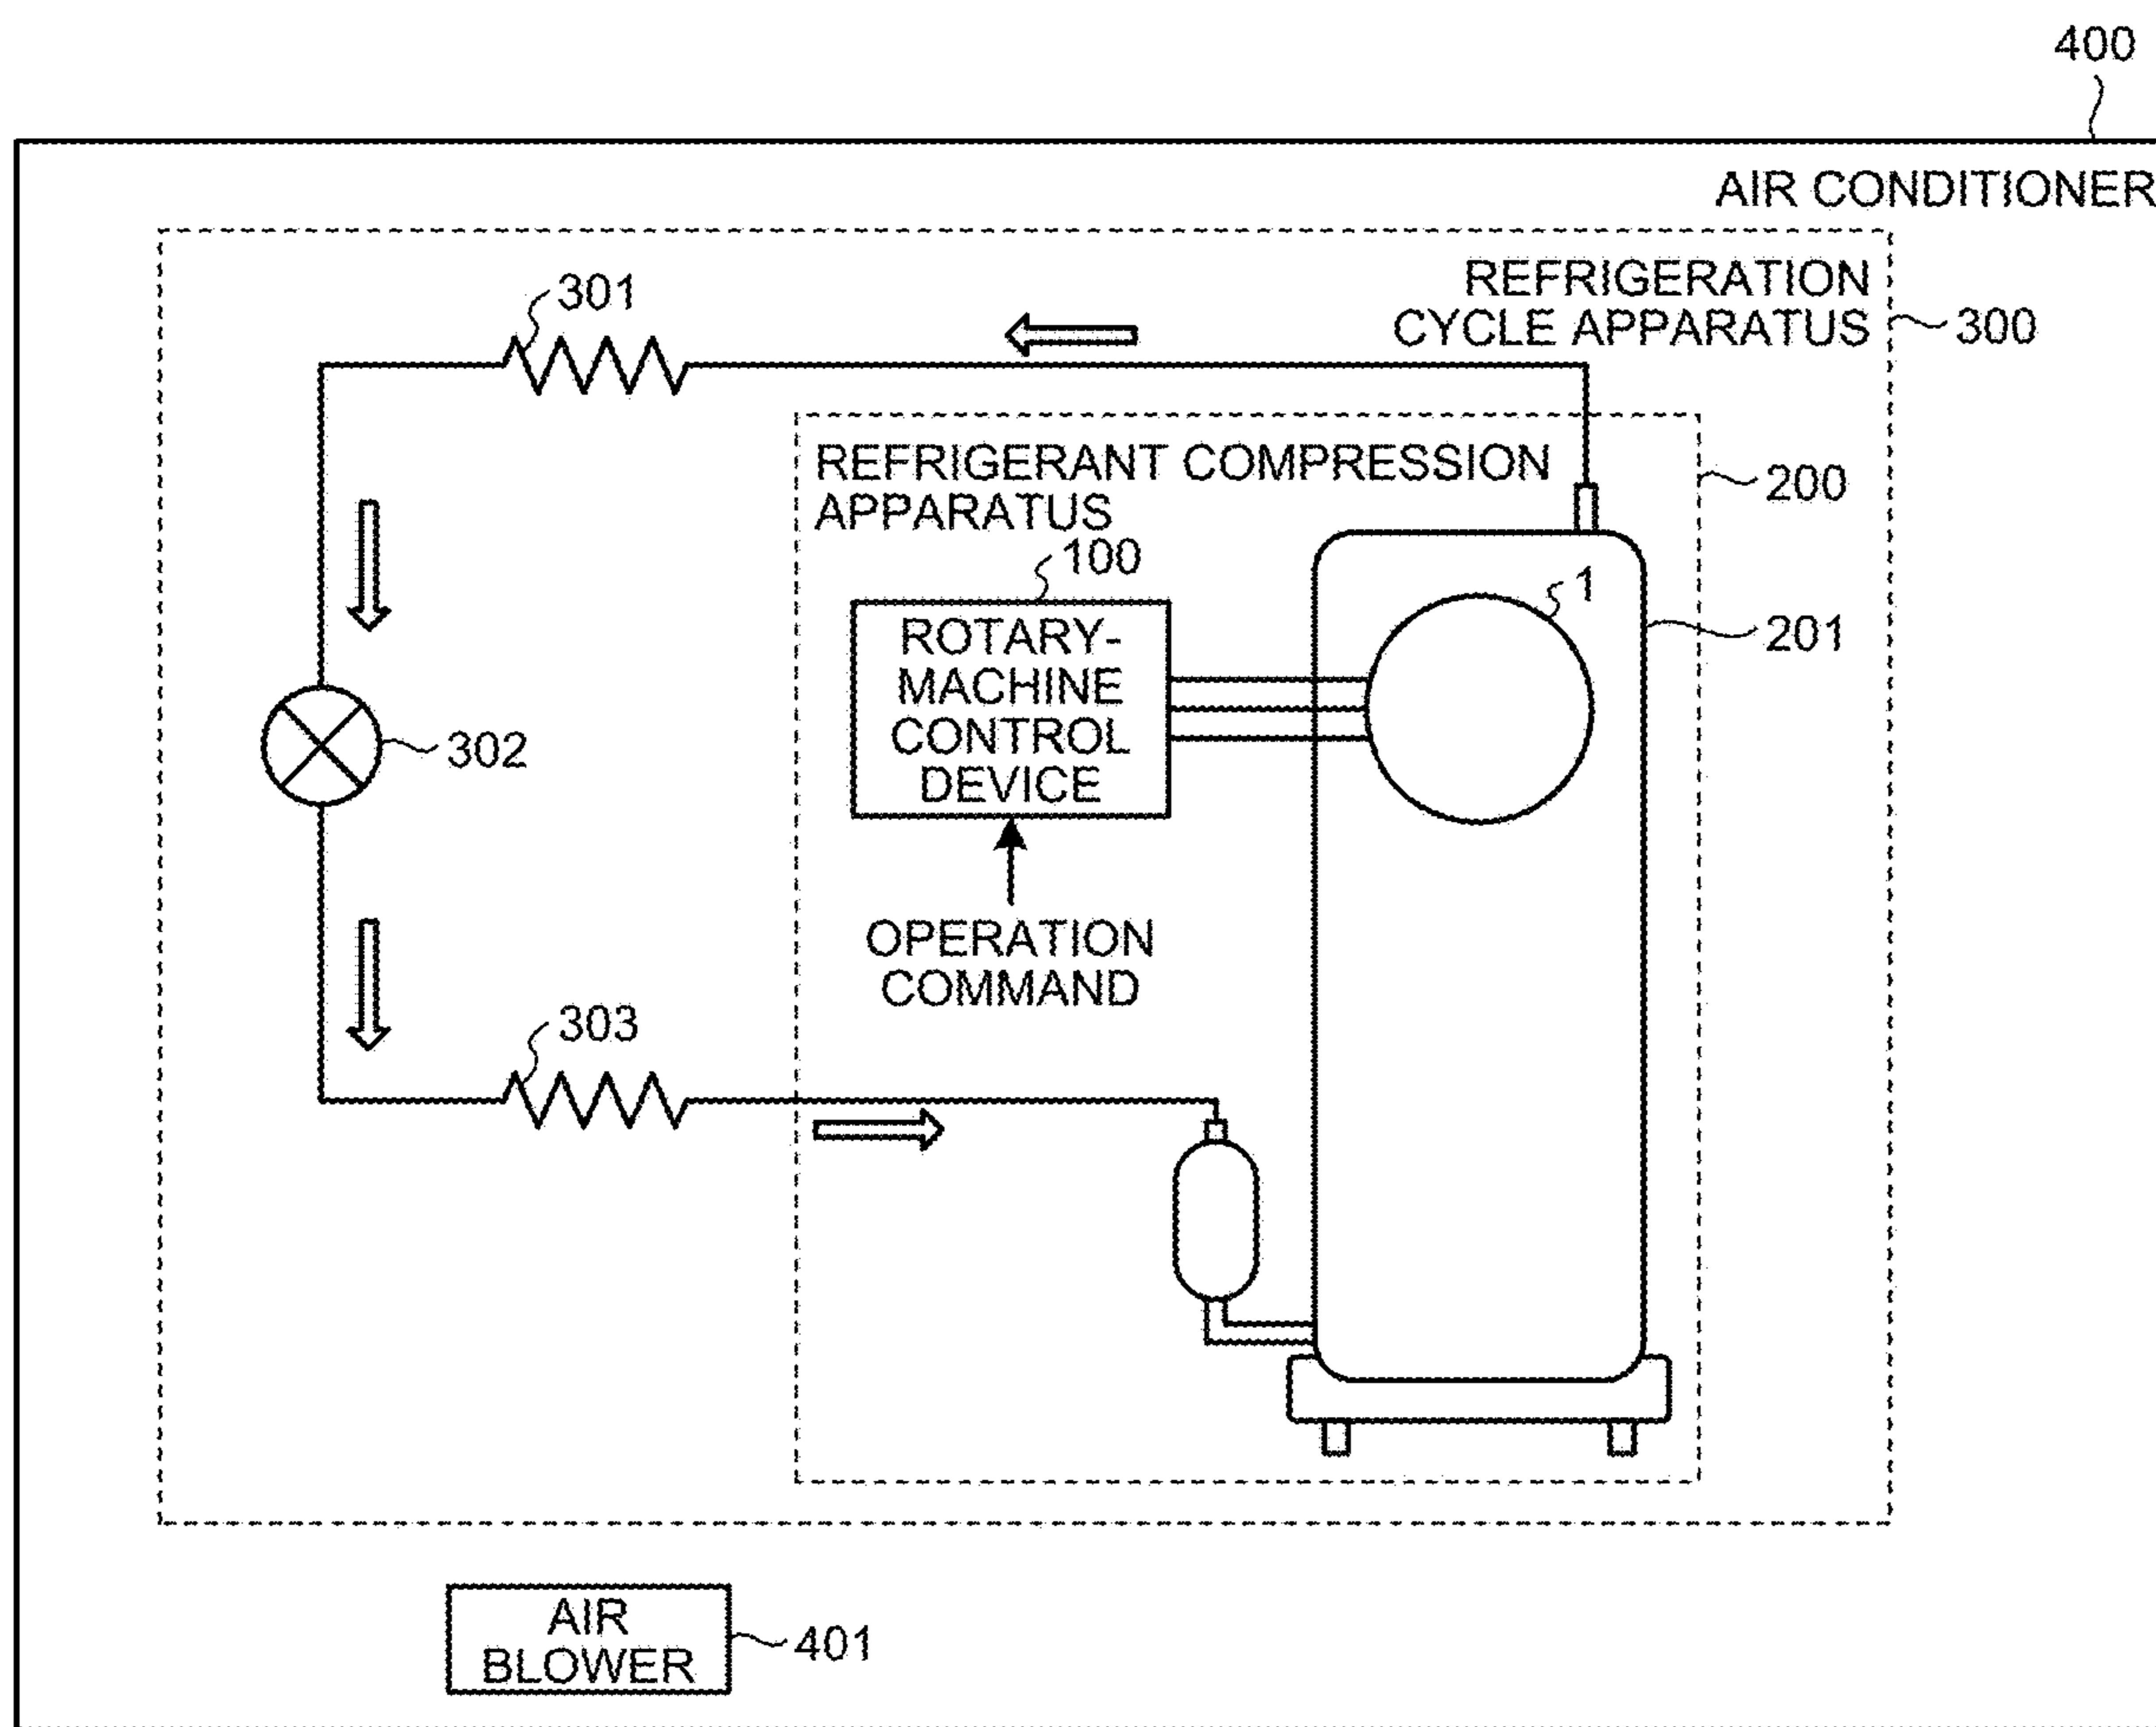 400
AIR CONDITIONER
301
REFRIGERATION
CYCLE APPARATUS
300
REFRIGERANT COMPRESSION
APPARATUS
200
100
1
ROTARY-
MACHINE
CONTROL
DEVICE
201
302
OPERATION
COMMAND
303
AIR
BLOWER
401